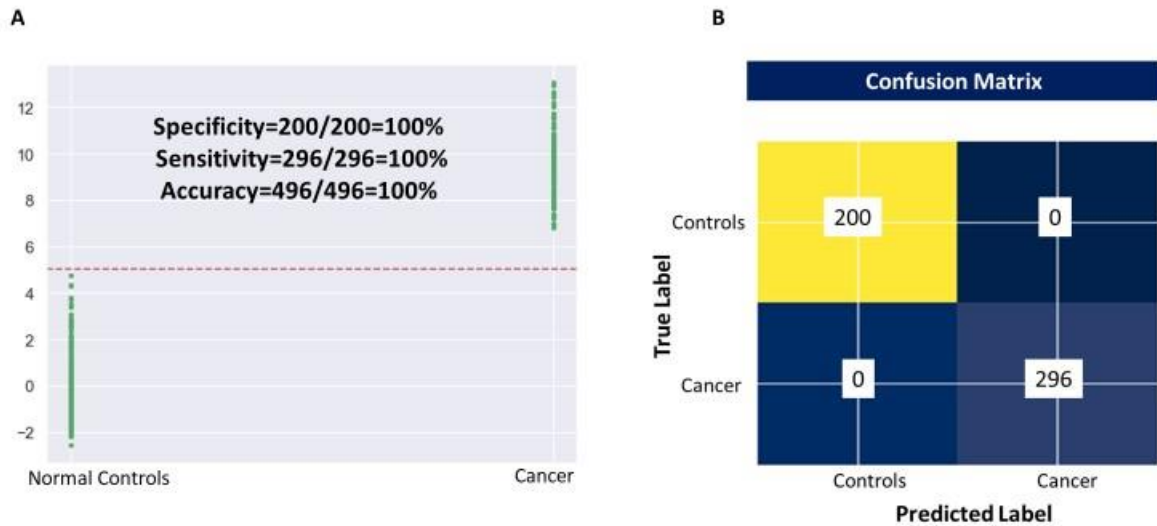 A
12
10
8
6
4
2
0
−2
Specificity=200/200=100%
Sensitivity=296/296=100%
Accuracy=496/496=100%
Normal Controls
Cancer
B
Confusion Matrix
True Label
Controls
200
0
Cancer
0
296
Controls
Cancer
Predicted Label